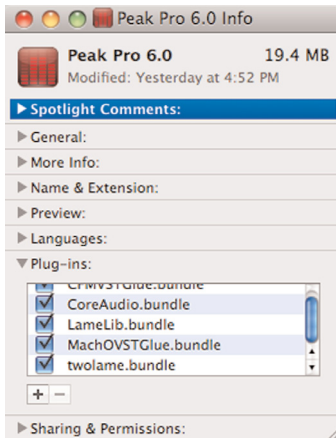 Peak Pro 6.0 Info
Peak Pro 6.0 19.4 MB
Modified: Yesterday at 4:52 PM
Spotlight Comments:
General:
More Info:
Name & Extension:
Preview:
Languages:
Plug-ins:
CFMVSTGlue.bundle
CoreAudio.bundle
LameLib.bundle
MachOVSTGlue.bundle
twolame.bundle
+ −
Sharing & Permissions: